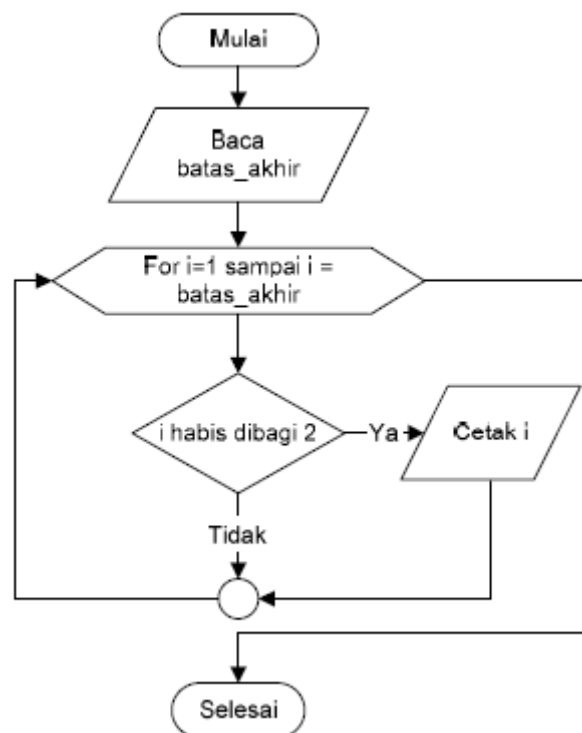 Mulai
Baca
batas_akhir
For i=1 sampai i =
batas_akhir
i habis dibagi 2
Ya
Cetak i
Tidak
Selesai